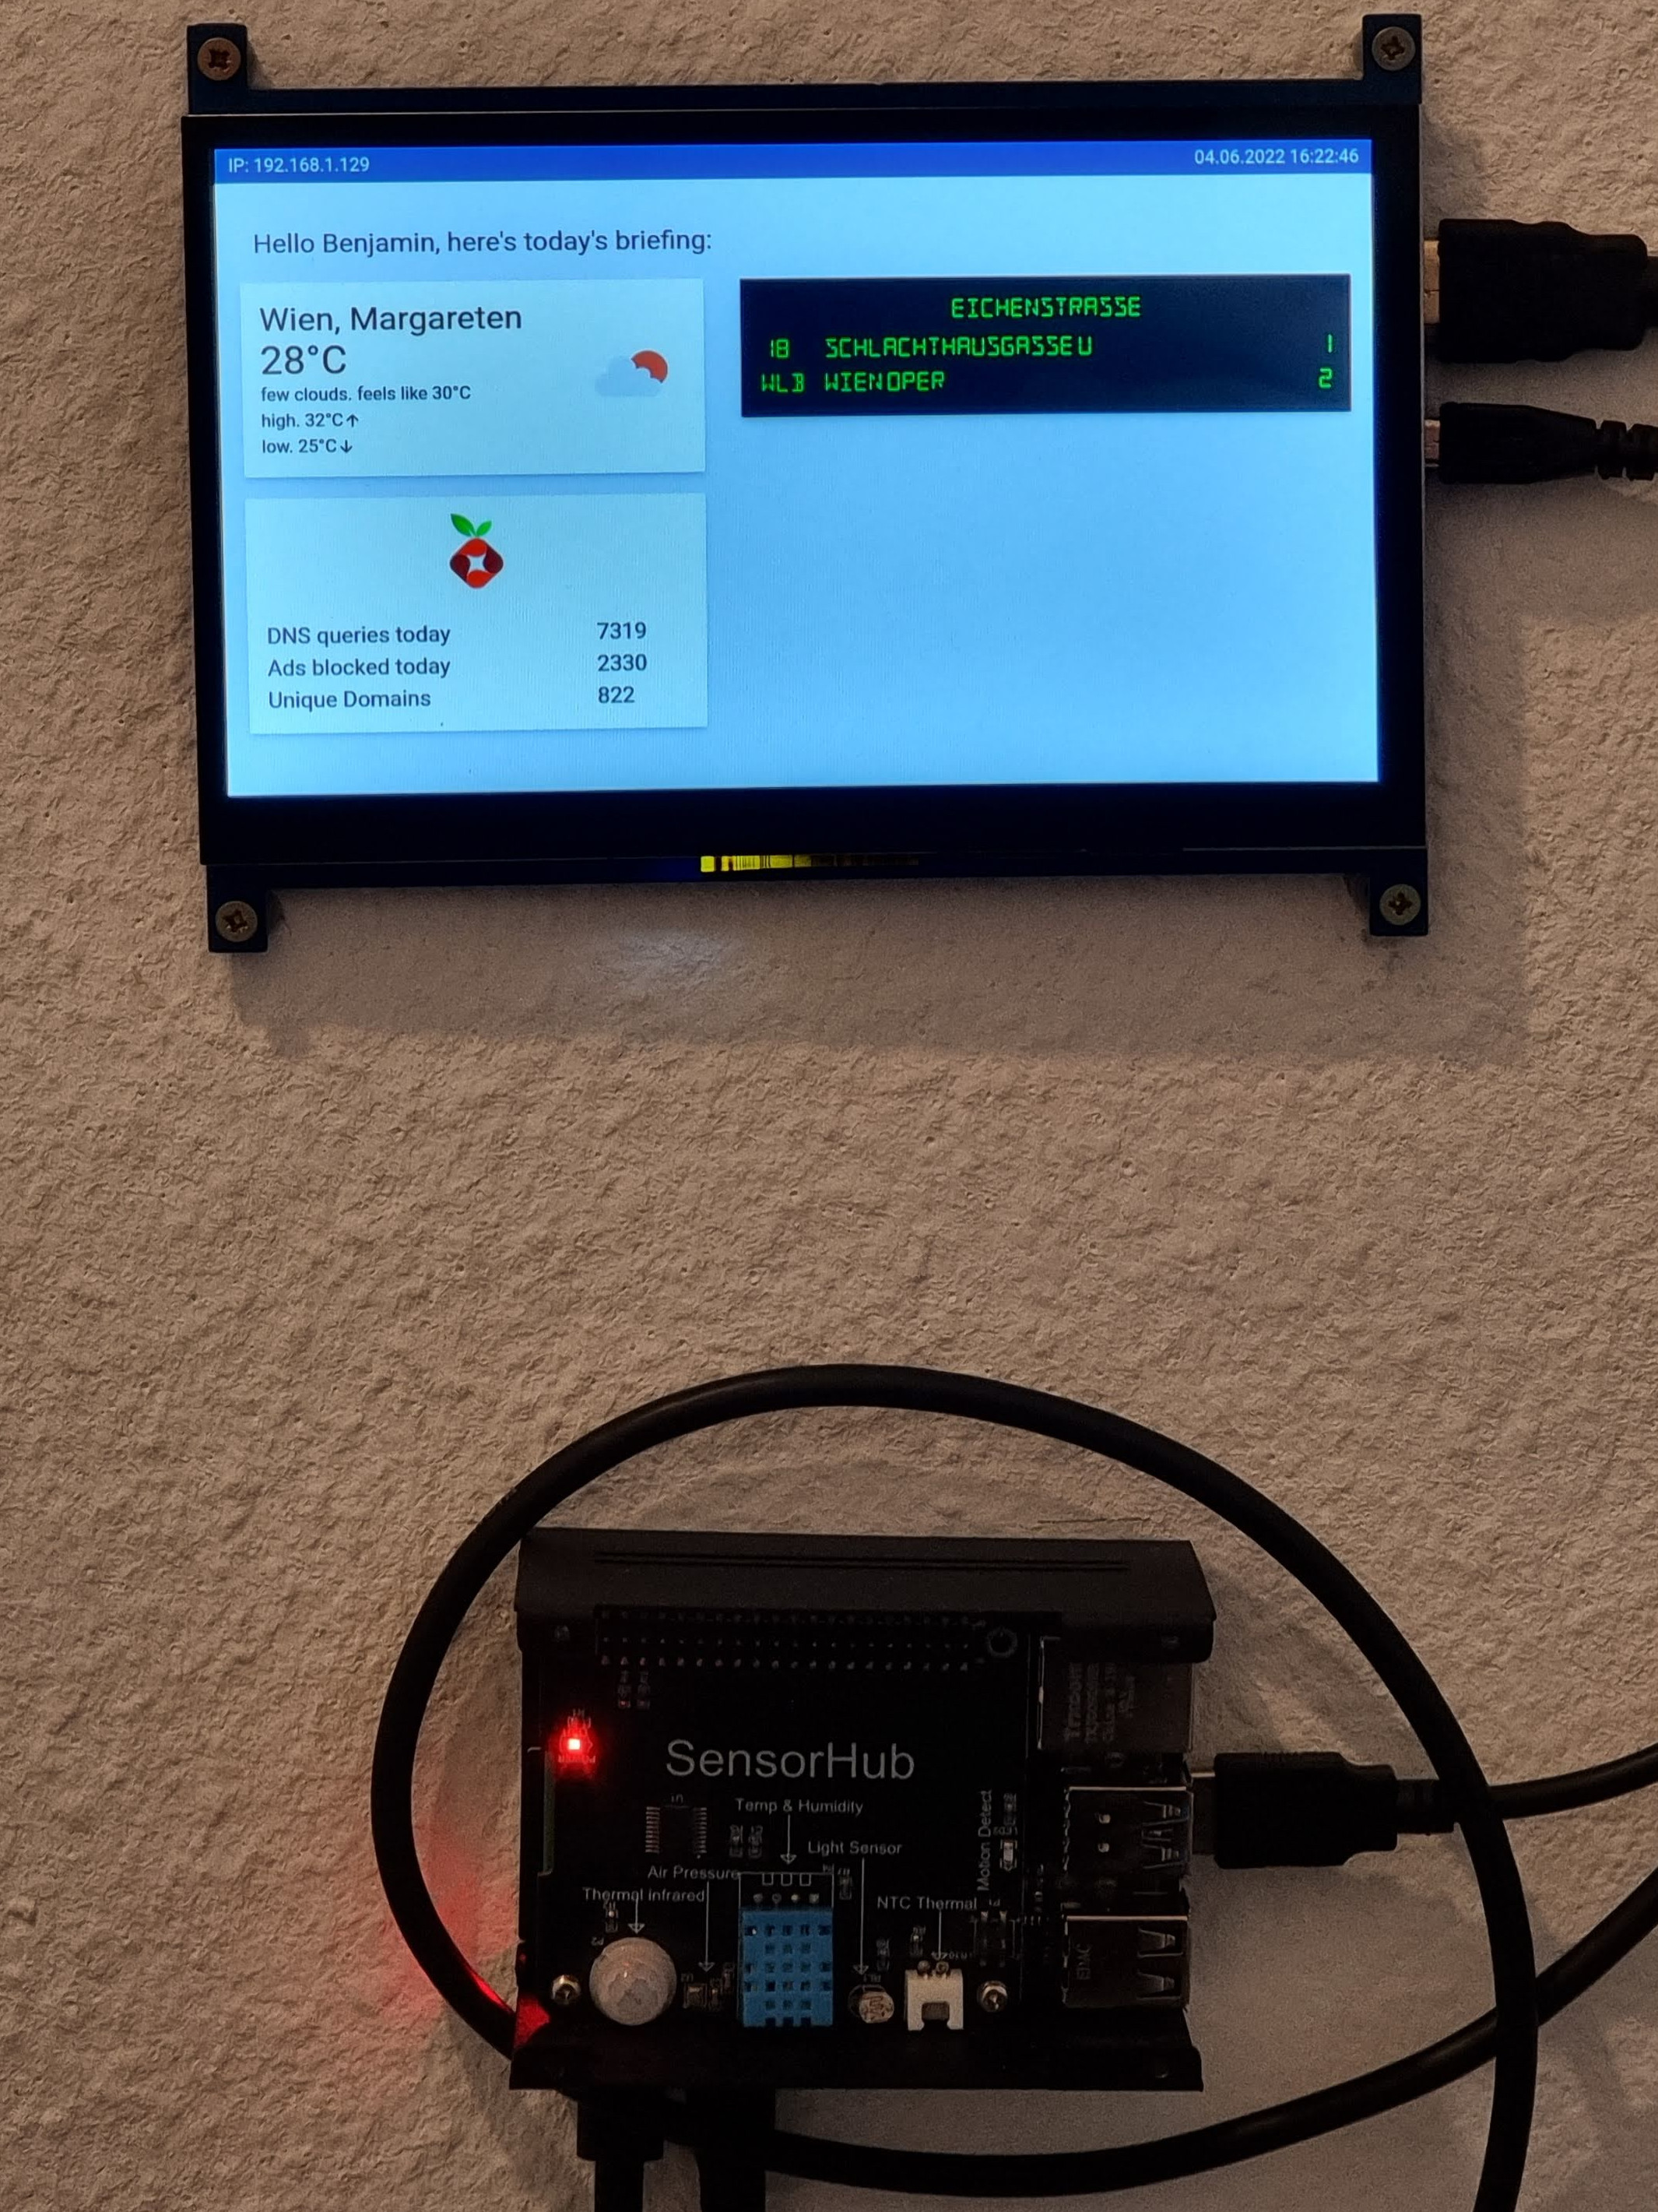 IP: 192.168.1.129
04.06.2022 16:22:46
Hello Benjamin, here's today's briefing:
Wien, Margareten
28°C
few clouds. feels like 30°C
high. 32°C↑
low. 25°C↓
EICHENSTRASSE
18 SCHLACHTHAUSGASSE U 1
WLB WIEN OPER 2
DNS queries today 7319
Ads blocked today 2330
Unique Domains 822
SensorHub
Temp & Humidity
Light Sensor
Air Pressure
Thermal infrared
NTC Thermal
Motion Detect